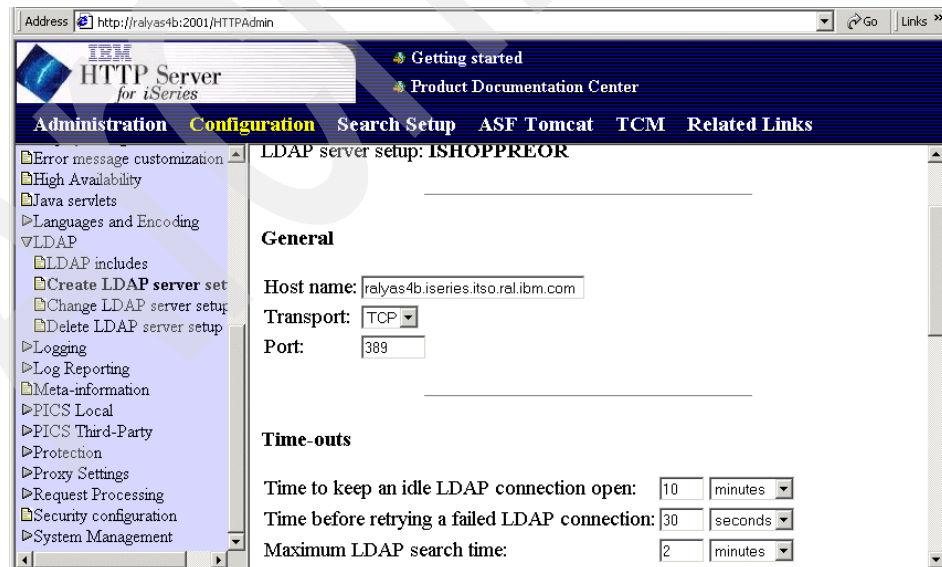 Address http://ralyas4b:2001/HTTPAdmin Go Links »
IBM
HTTP Server
for iSeries
Getting started
Product Documentation Center
Administration Configuration Search Setup ASF Tomcat TCM Related Links
Error message customization
High Availability
Java servlets
Languages and Encoding
LDAP
LDAP includes
Create LDAP server set
Change LDAP server setup
Delete LDAP server setup
Logging
Log Reporting
Meta-information
PICS Local
PICS Third-Party
Protection
Proxy Settings
Request Processing
Security configuration
System Management
LDAP server setup: ISHOPPREOR
General
Host name: ralyas4b.iseries.itso.ral.ibm.com
Transport: TCP
Port: 389
Time-outs
Time to keep an idle LDAP connection open: 10 minutes
Time before retrying a failed LDAP connection: 30 seconds
Maximum LDAP search time: 2 minutes